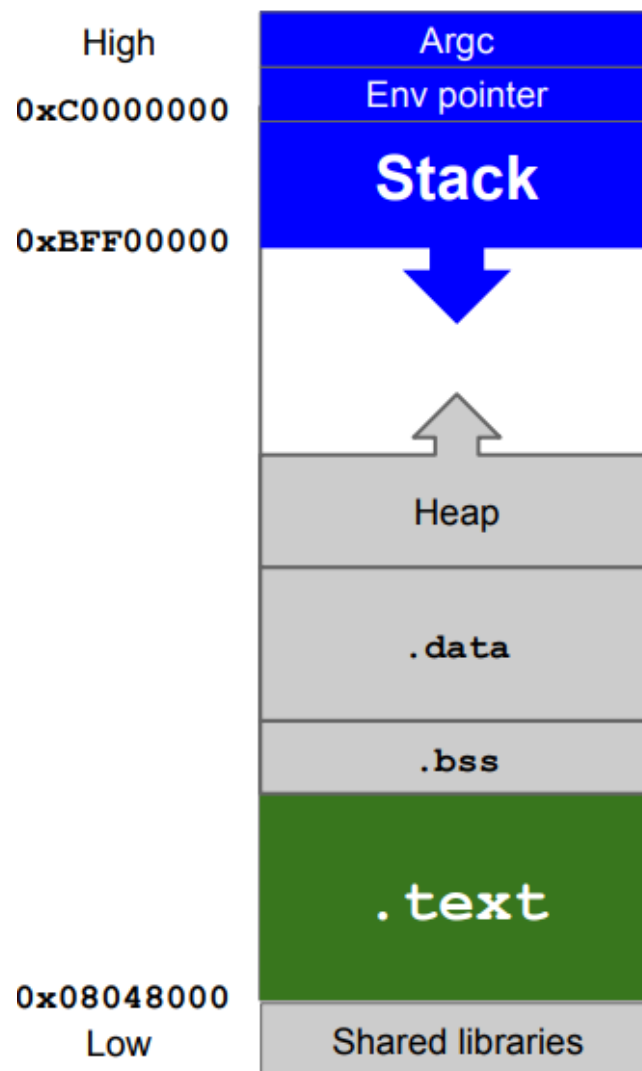 High
Argc
0xC0000000
Env pointer
Stack
0xBFF00000
Heap
.data
.bss
.text
0x08048000
Low
Shared libraries